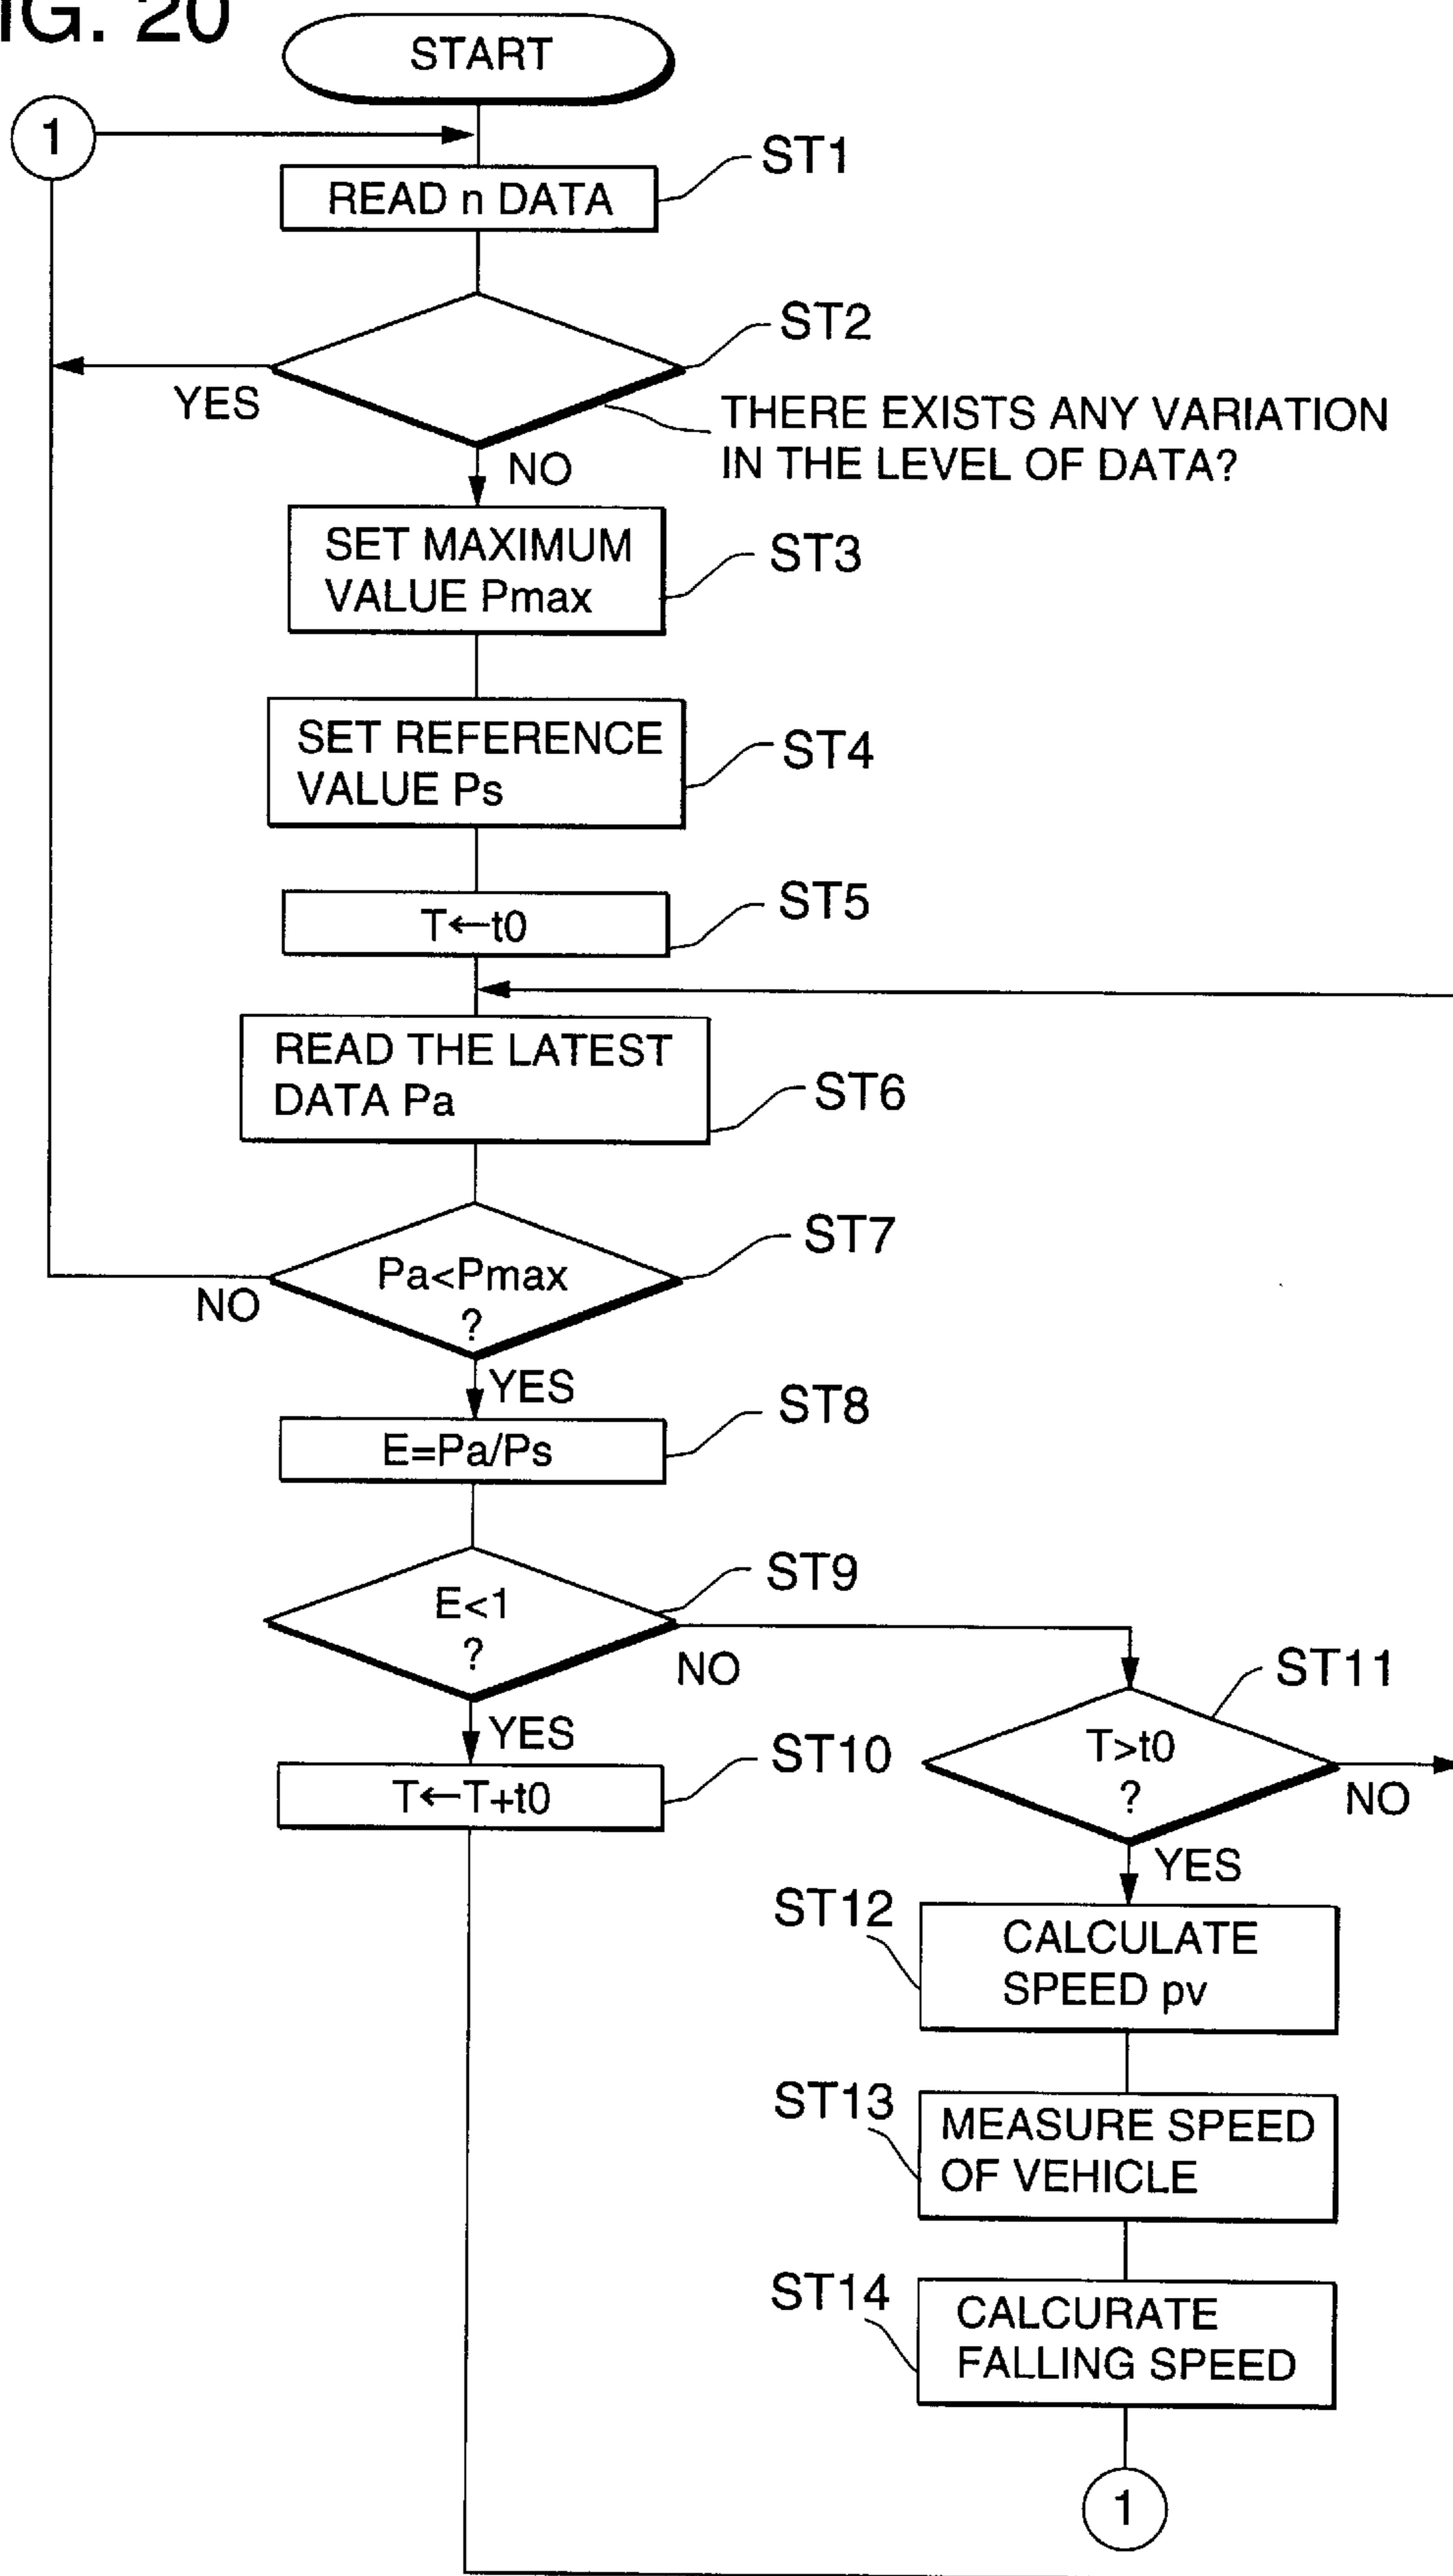 IG. 20
START
1
ST1
READ n DATA
ST2
YES
THERE EXISTS ANY VARIATION
IN THE LEVEL OF DATA?
NO
SET MAXIMUM
VALUE Pmax
ST3
SET REFERENCE
VALUE Ps
ST4
T←t0
ST5
READ THE LATEST
DATA Pa
ST6
Pa<Pmax
?
ST7
NO
YES
E=Pa/Ps
ST8
E<1
?
ST9
NO
YES
T←T+t0
ST10
ST11
T>t0
?
NO
YES
ST12
CALCULATE
SPEED pv
ST13
MEASURE SPEED
OF VEHICLE
ST14
CALCURATE
FALLING SPEED
1